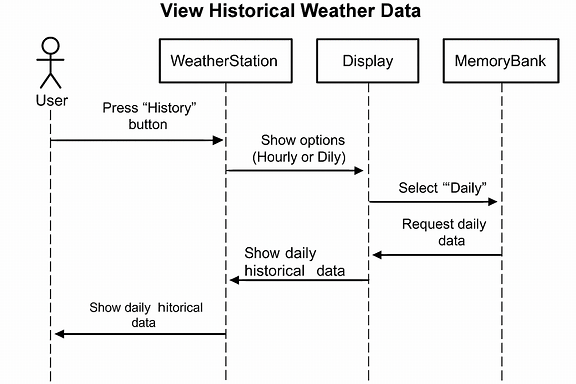 View Historical Weather Data
WeatherStation
Display
MemoryBank
User
Press “History”
button
Show options
(Hourly or Dily)
Select “‘Daily”
Request daily
data
Show daily
historical data
Show daily hitorical
data